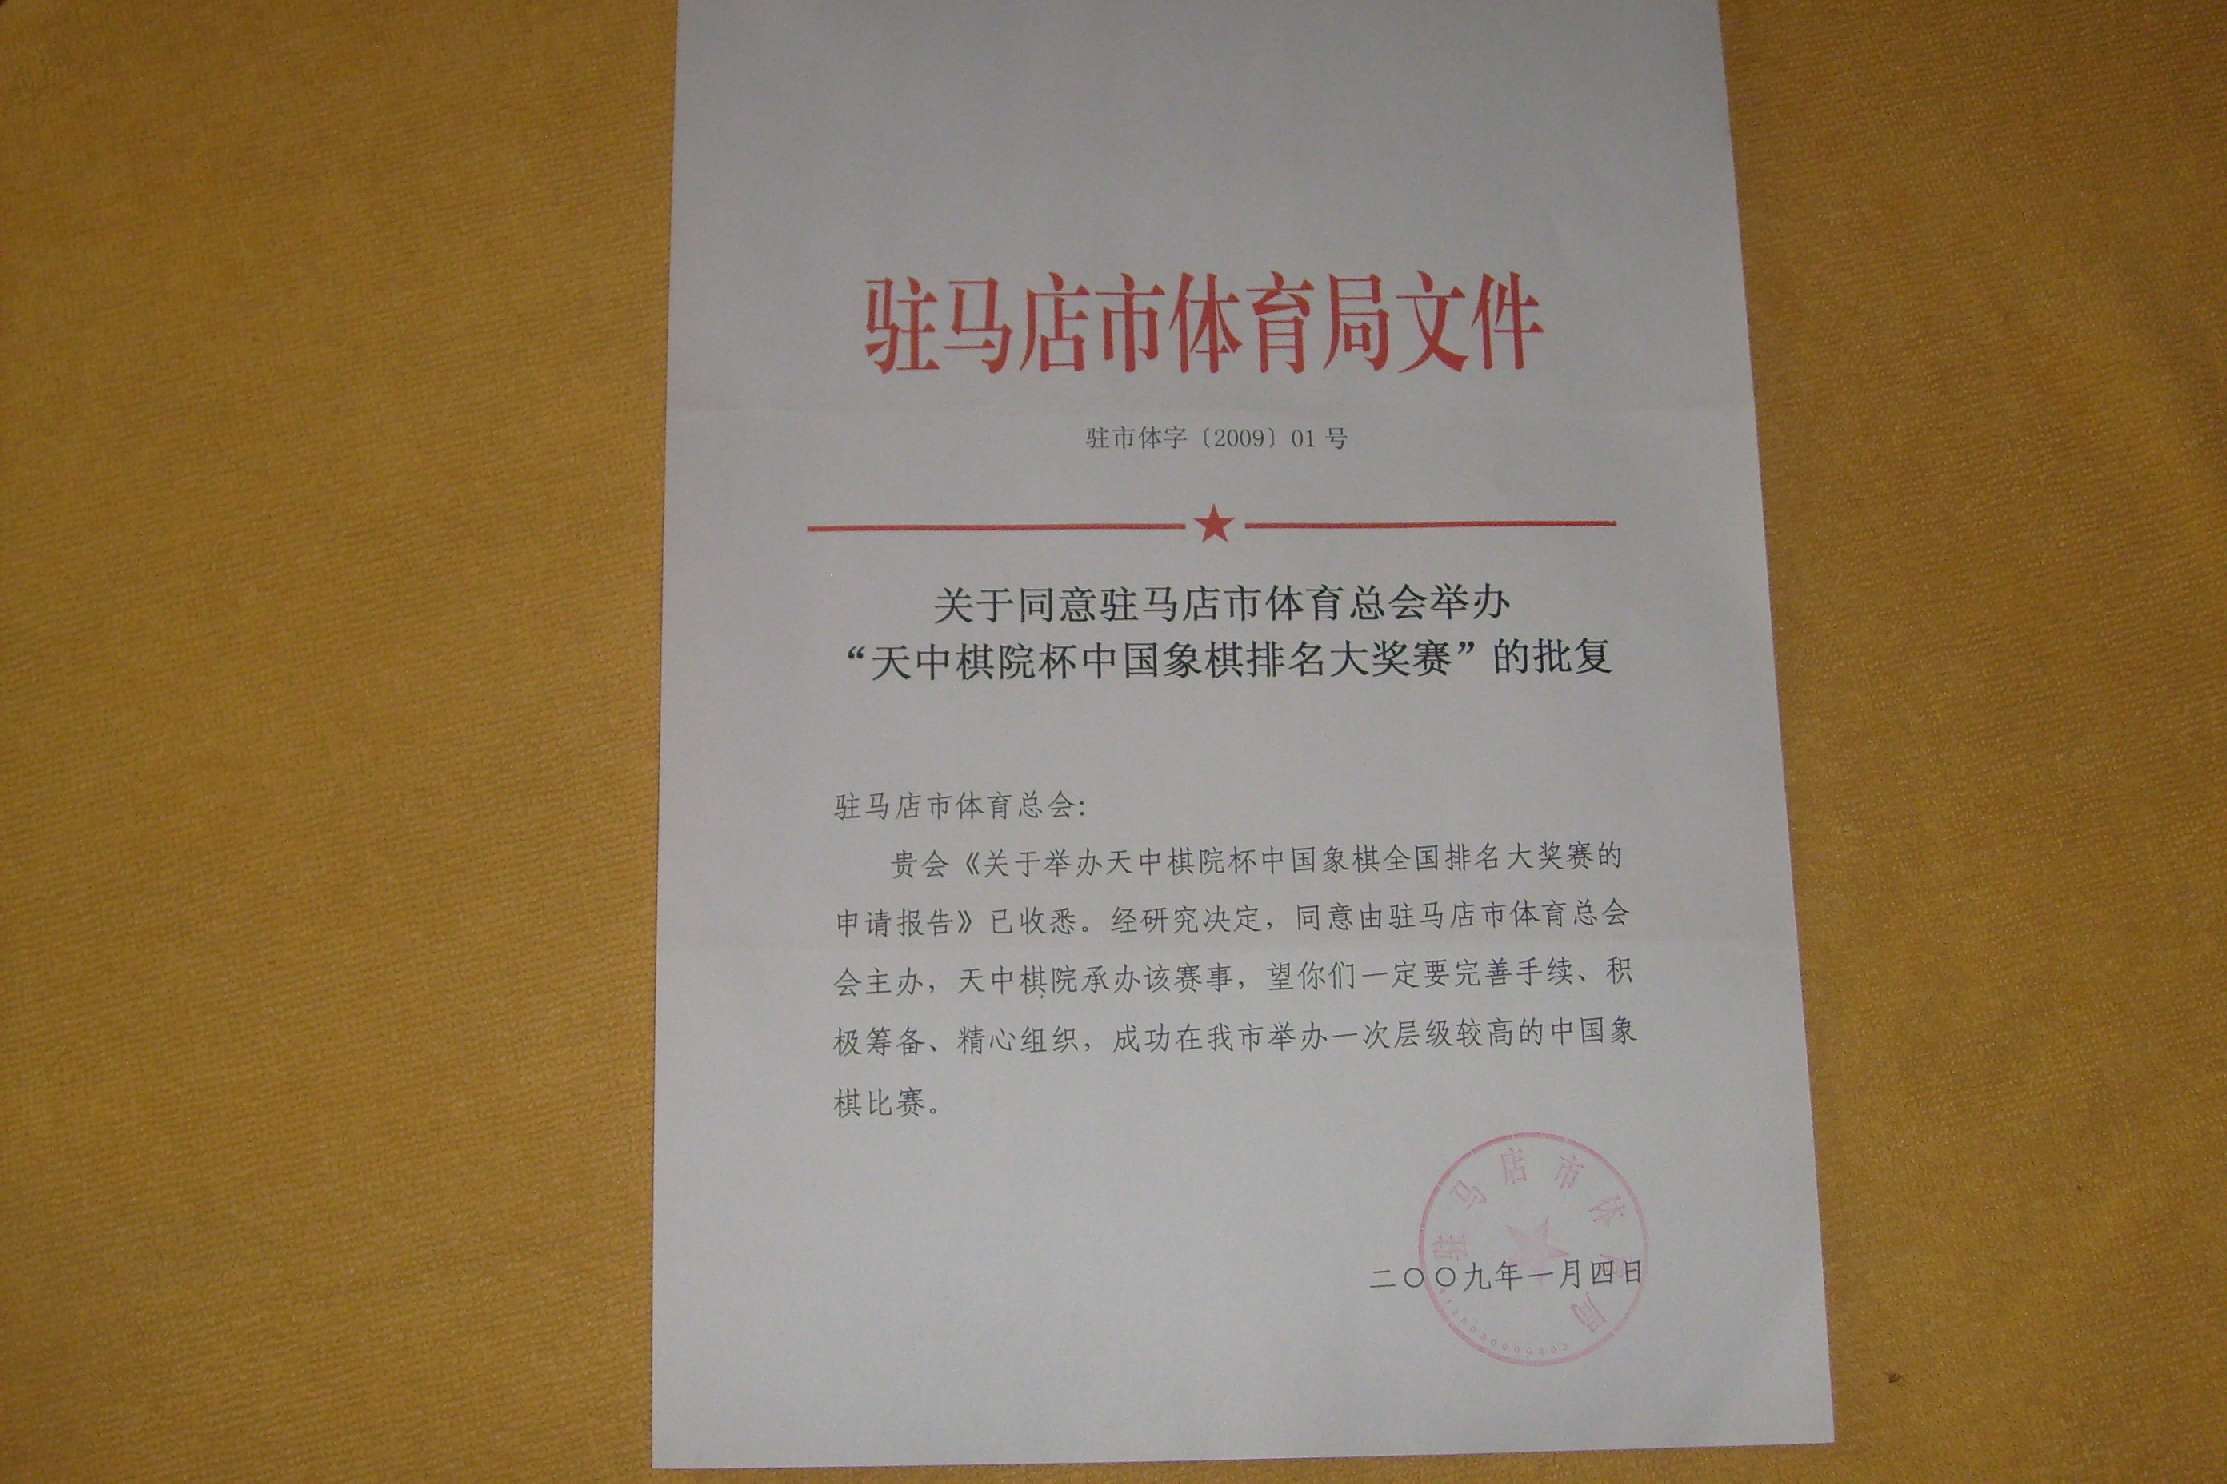 驻马店市体育局文件
驻市体字〔2009〕01号
关于同意驻马店市体育总会举办
“天中棋院杯中国象棋排名大奖赛”的批复
驻马店市体育总会:
贵会《关于举办天中棋院杯中国象棋全国排名大奖赛的
申请报告》已收悉。经研究决定，同意由驻马店市体育总会
会主办，天中棋院承办该赛事，望你们一定要完善手续、积
极筹备、精心组织，成功在我市举办一次层级较高的中国象
棋比赛。
驻马店市体育局
二〇〇九年一月四日